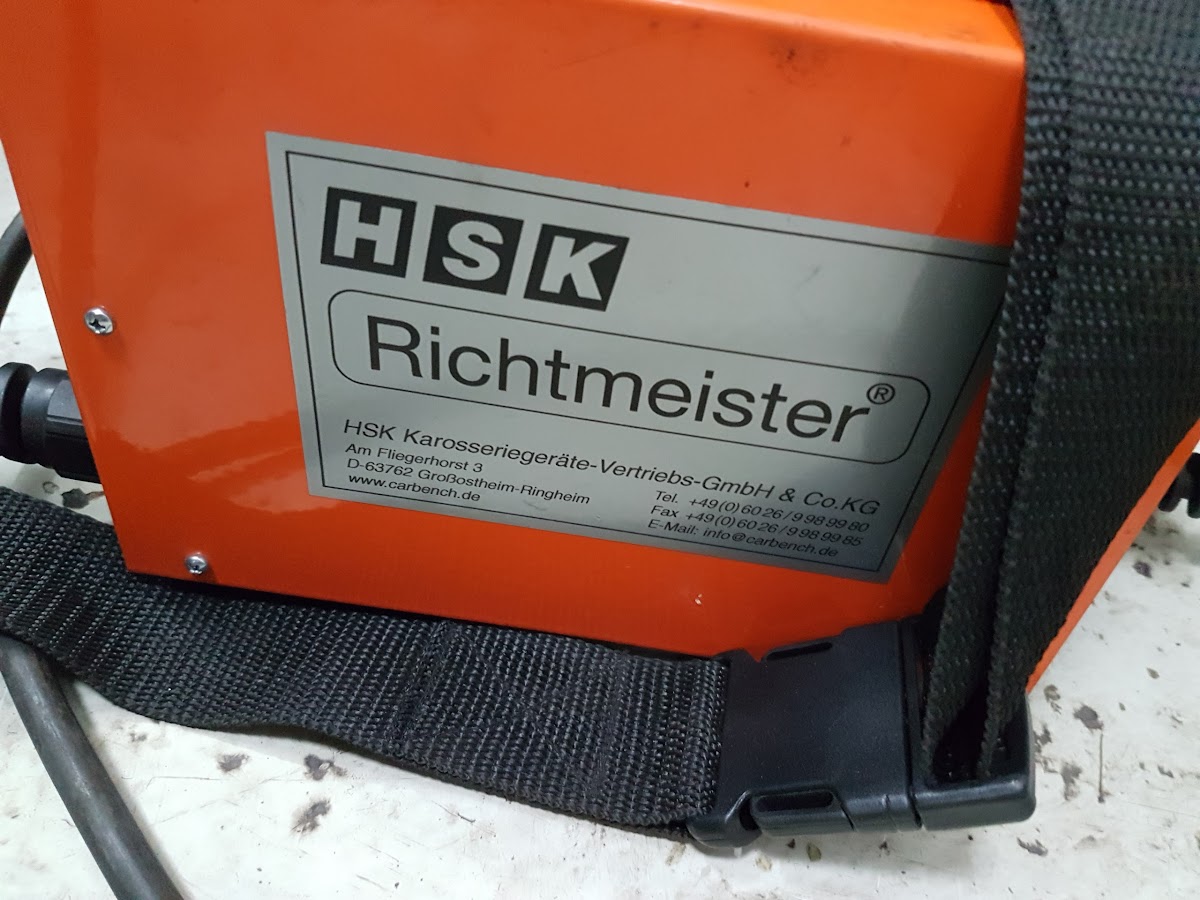 HSK
Richtmeister®
HSK Karosseriegeräte-Vertriebs-GmbH & Co.KG
Am Fliegerhorst 3
D-63762 Großostheim-Ringheim
www.carbench.de
Tel. +49(0)6026/9989980
Fax +49(0)6026/9989985
E-Mail: info@carbench.de